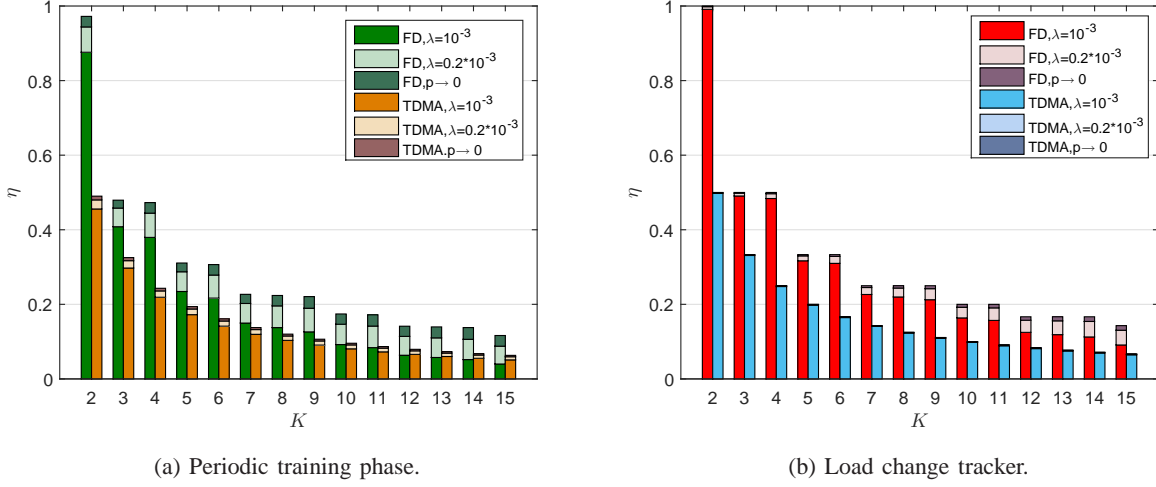 1
0.8
0.6
0.4
0.2
0
η
2 3 4 5 6 7 8 9 10 11 12 13 14 15
K
FD,λ=10⁻³
FD,λ=0.2*10⁻³
FD,p→ 0
TDMA,λ=10⁻³
TDMA,λ=0.2*10⁻³
TDMA.p→ 0
(a) Periodic training phase.
1
0.8
0.6
0.4
0.2
0
η
2 3 4 5 6 7 8 9 10 11 12 13 14 15
K
FD,λ=10⁻³
FD,λ=0.2*10⁻³
FD,p→ 0
TDMA,λ=10⁻³
TDMA,λ=0.2*10⁻³
TDMA,p→ 0
(b) Load change tracker.